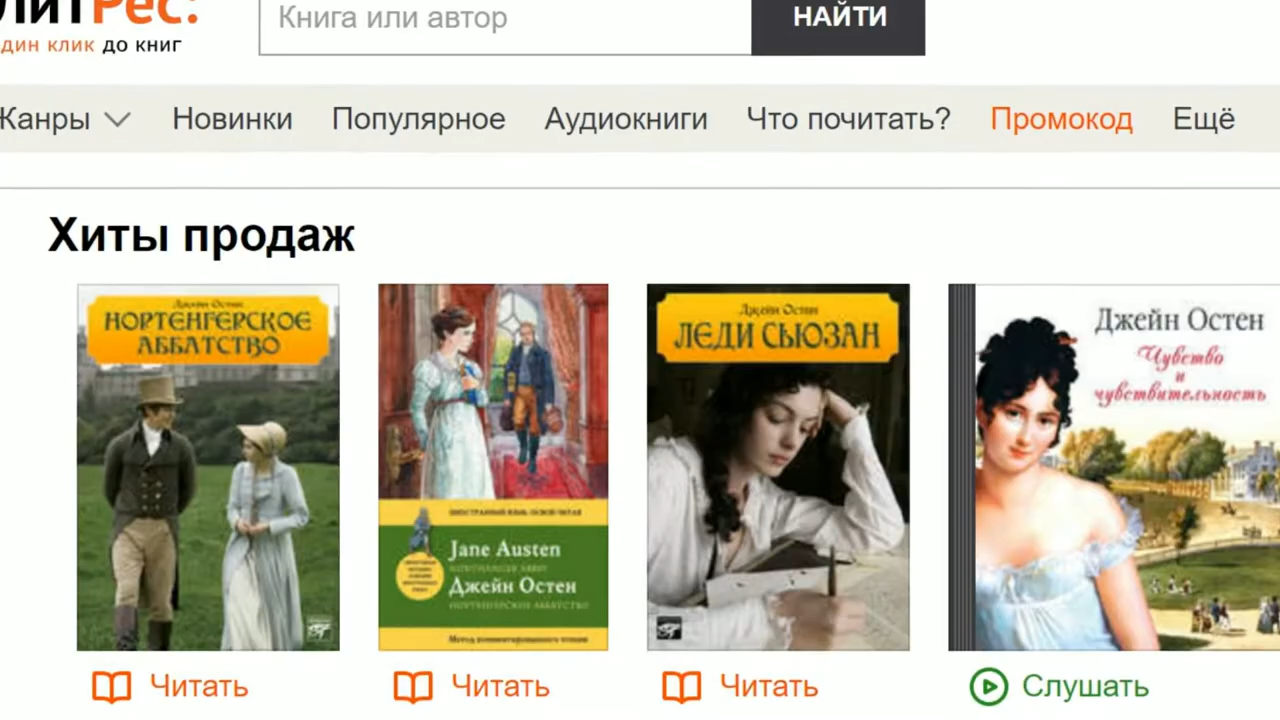 ЛитРес:
один клик до книг
Книга или автор
НАЙТИ
Жанры
Новинки
Популярное
Аудиокниги
Что почитать?
Промокод
Ещё
Хиты продаж
Джейн Остен
НОРТЕНГЕРСКОЕ
АББАТСТВО
Jane Austen
Джейн Остен
НОРТЕНГЕРСКОЕ АББАТСТВО
Метод комментированного чтения
Джейн Остен
ЛЕДИ СЬЮЗАН
Джейн Остен
Чувство
и
чувствительность
Читать
Читать
Читать
Слушать